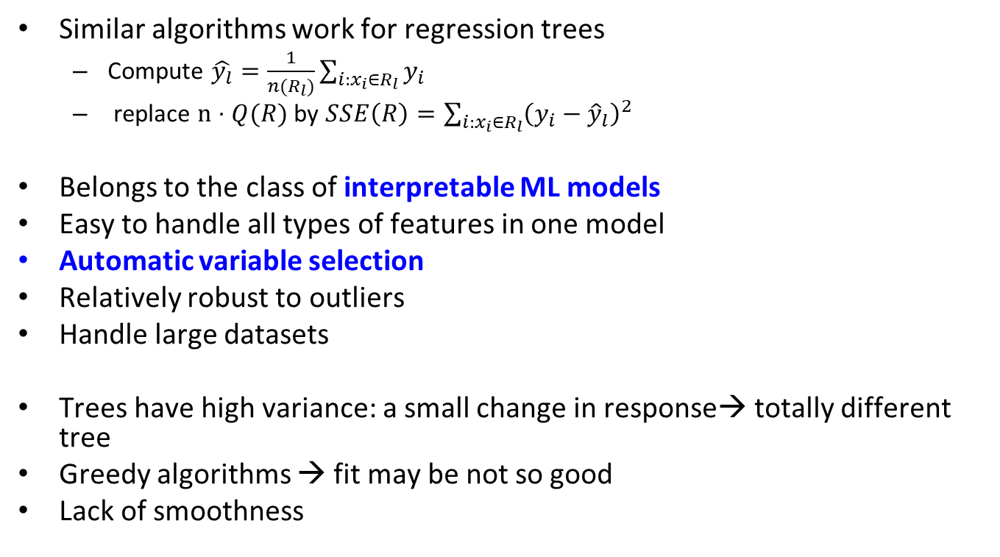 • Similar algorithms work for regression trees
– Compute $\widehat{y_l} = \frac{1}{n(R_l)} \sum_{i:x_i \in R_l} y_i$
– replace n · $Q(R)$ by $SSE(R) = \sum_{i:x_i \in R_l} (y_i - \hat{y}_l)^2$
• Belongs to the class of interpretable ML models
• Easy to handle all types of features in one model
• Automatic variable selection
• Relatively robust to outliers
• Handle large datasets
• Trees have high variance: a small change in response→ totally different
tree
• Greedy algorithms → fit may be not so good
• Lack of smoothness